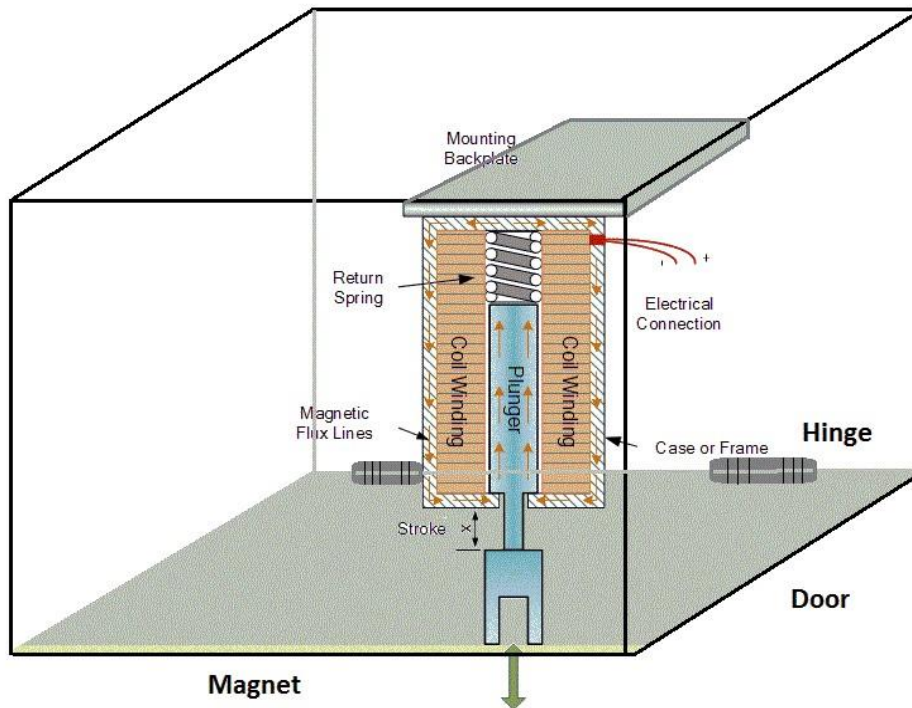 Mounting
Backplate
Return
Spring
- +
Electrical
Connection
Coil Winding
Plunger
Coil Winding
Magnetic
Flux Lines
Case or Frame
Hinge
Stroke
x
Door
Magnet